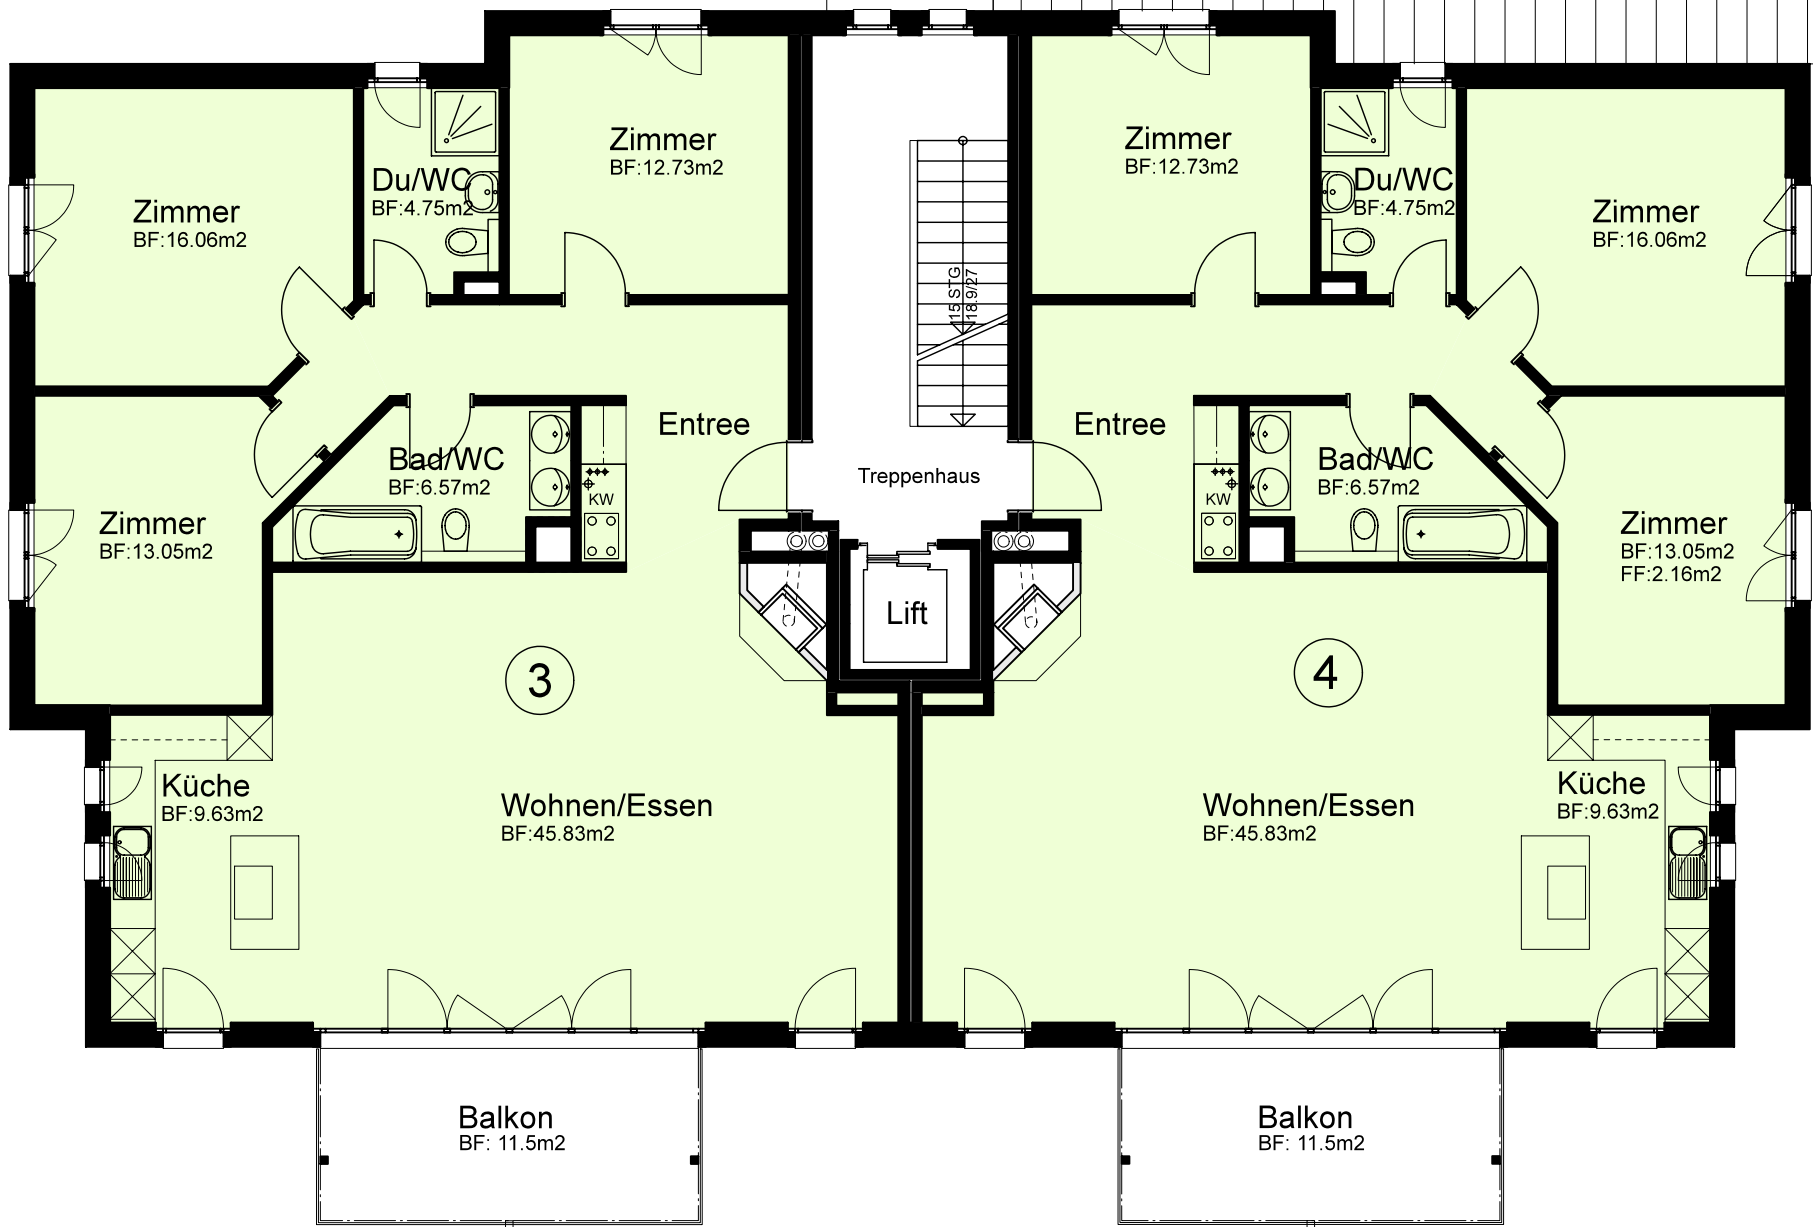 Zimmer
BF:12.73m2
Zimmer
BF:12.73m2
Du/WC
BF:4.75m2
Du/WC
BF:4.75m2
Zimmer
BF:16.06m2
Zimmer
BF:16.06m2
15 STG
18.9/27
Entree
Entree
Bad/WC
BF:6.57m2
Treppenhaus
Bad/WC
BF:6.57m2
KW
KW
Zimmer
BF:13.05m2
Zimmer
BF:13.05m2
FF:2.16m2
Lift
3
4
Küche
BF:9.63m2
Wohnen/Essen
BF:45.83m2
Wohnen/Essen
BF:45.83m2
Küche
BF:9.63m2
Balkon
BF: 11.5m2
Balkon
BF: 11.5m2